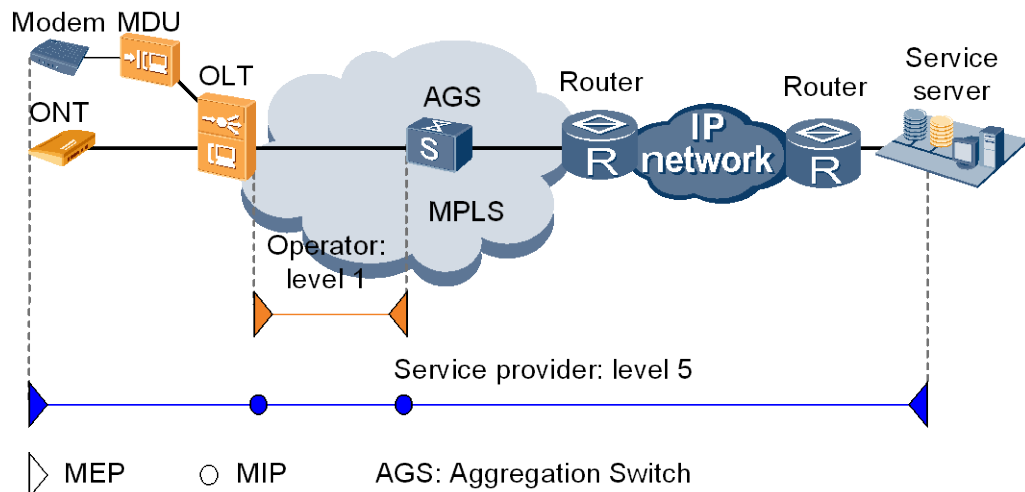 Modem
MDU
OLT
ONT
AGS
S
MPLS
Router
R
IP
network
Router
R
Service
server
Operator:
level 1
Service provider: level 5
MEP
MIP
AGS: Aggregation Switch